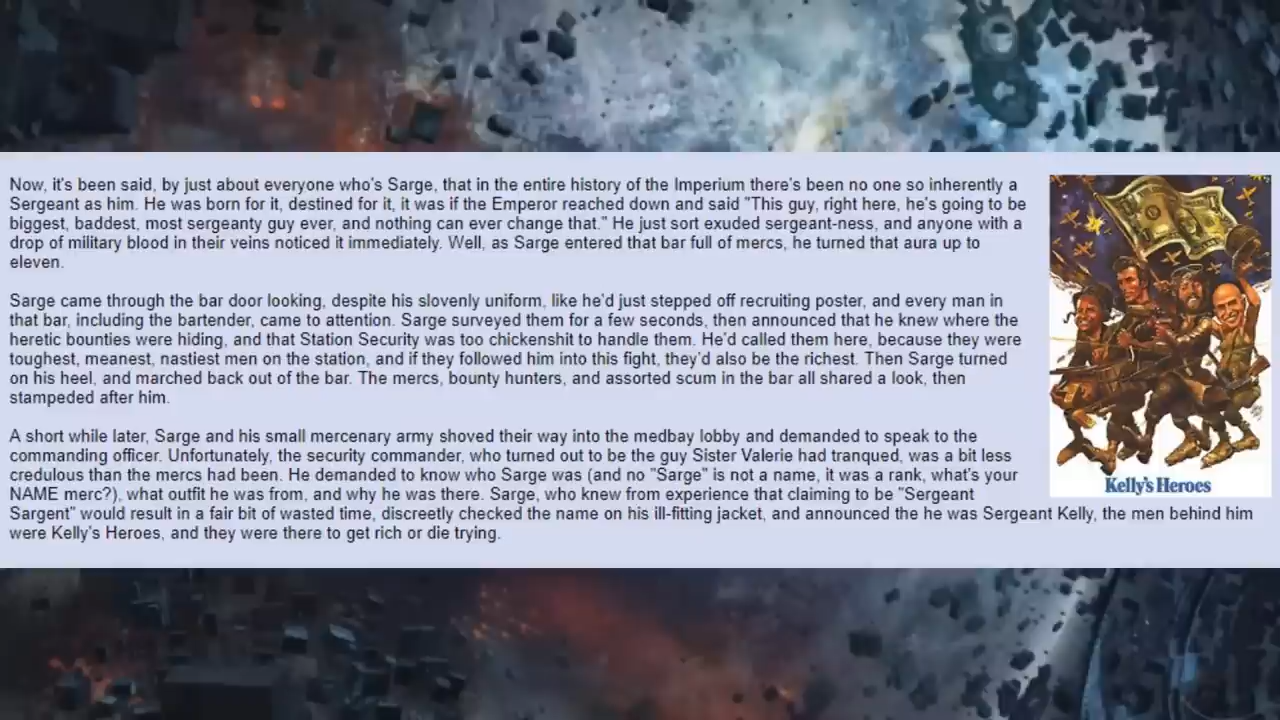 Now, it's been said, by just about everyone who's Sarge, that in the entire history of the Imperium there's been no one so inherently a
Sergeant as him. He was born for it, destined for it, it was if the Emperor reached down and said "This guy, right here, he's going to be
biggest, baddest, most sergeanty guy ever, and nothing can ever change that." He just sort exuded sergeant-ness, and anyone with a
drop of military blood in their veins noticed it immediately. Well, as Sarge entered that bar full of mercs, he turned that aura up to
eleven.
Sarge came through the bar door looking, despite his slovenly uniform, like he'd just stepped off recruiting poster, and every man in
that bar, including the bartender, came to attention. Sarge surveyed them for a few seconds, then announced that he knew where the
heretic bounties were hiding, and that Station Security was too chickenshit to handle them. He'd called them here, because they were
toughest, meanest, nastiest men on the station, and if they followed him into this fight, they'd also be the richest. Then Sarge turned
on his heel, and marched back out of the bar. The mercs, bounty hunters, and assorted scum in the bar all shared a look, then
stampeded after him.
A short while later, Sarge and his small mercenary army shoved their way into the medbay lobby and demanded to speak to the
commanding officer. Unfortunately, the security commander, who turned out to be the guy Sister Valerie had tranqued, was a bit less
credulous than the mercs had been. He demanded to know who Sarge was (and no "Sarge" is not a name, it was a rank, what's your
NAME merc?), what outfit he was from, and why he was there. Sarge, who knew from experience that claiming to be "Sergeant
Sargent" would result in a fair bit of wasted time, discreetly checked the name on his ill-fitting jacket, and announced the he was Sergeant Kelly, the men behind him
were Kelly's Heroes, and they were there to get rich or die trying.
Kelly's Heroes